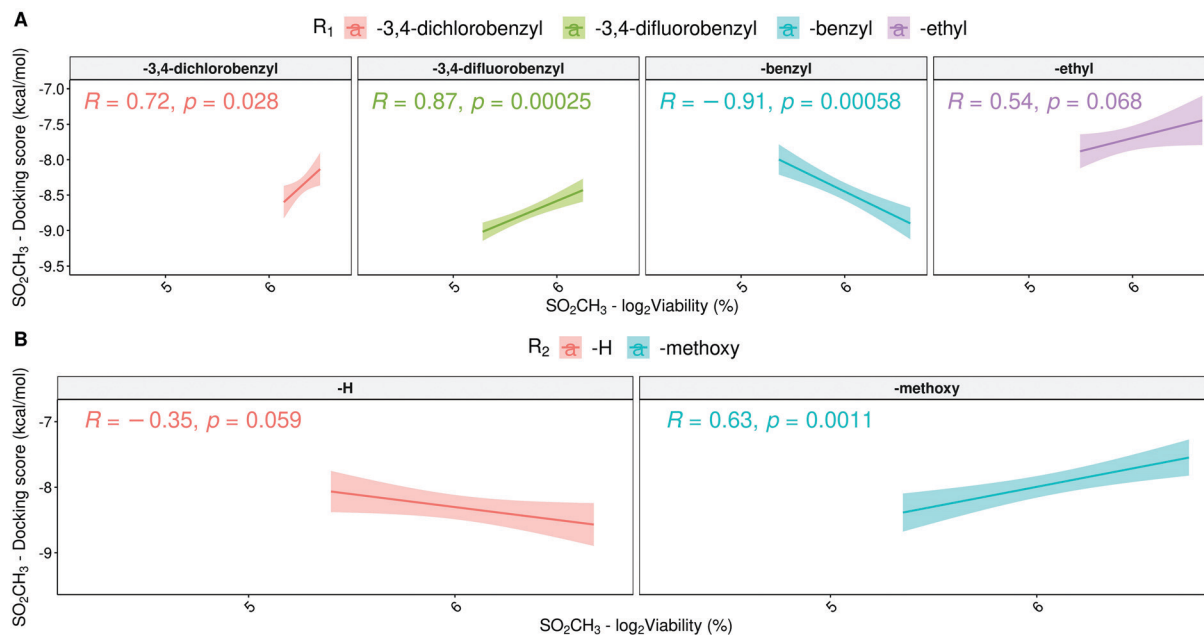 A
R1 a -3,4-dichlorobenzyl a -3,4-difluorobenzyl a -benzyl a -ethyl
-3,4-dichlorobenzyl -3,4-difluorobenzyl -benzyl -ethyl
R = 0.72, p = 0.028 R = 0.87, p = 0.00025 R = −0.91, p = 0.00058 R = 0.54, p = 0.068
SO2CH3 - Docking score (kcal/mol)
-7.0
-7.5
-8.0
-8.5
-9.0
-9.5
5 6 5 6 5 6 5 6
SO2CH3 - log2Viability (%)
B
R2 a -H a -methoxy
-H -methoxy
R = −0.35, p = 0.059 R = 0.63, p = 0.0011
SO2CH3 - Docking score (kcal/mol)
-7
-8
-9
5 6 5 6
SO2CH3 - log2Viability (%)